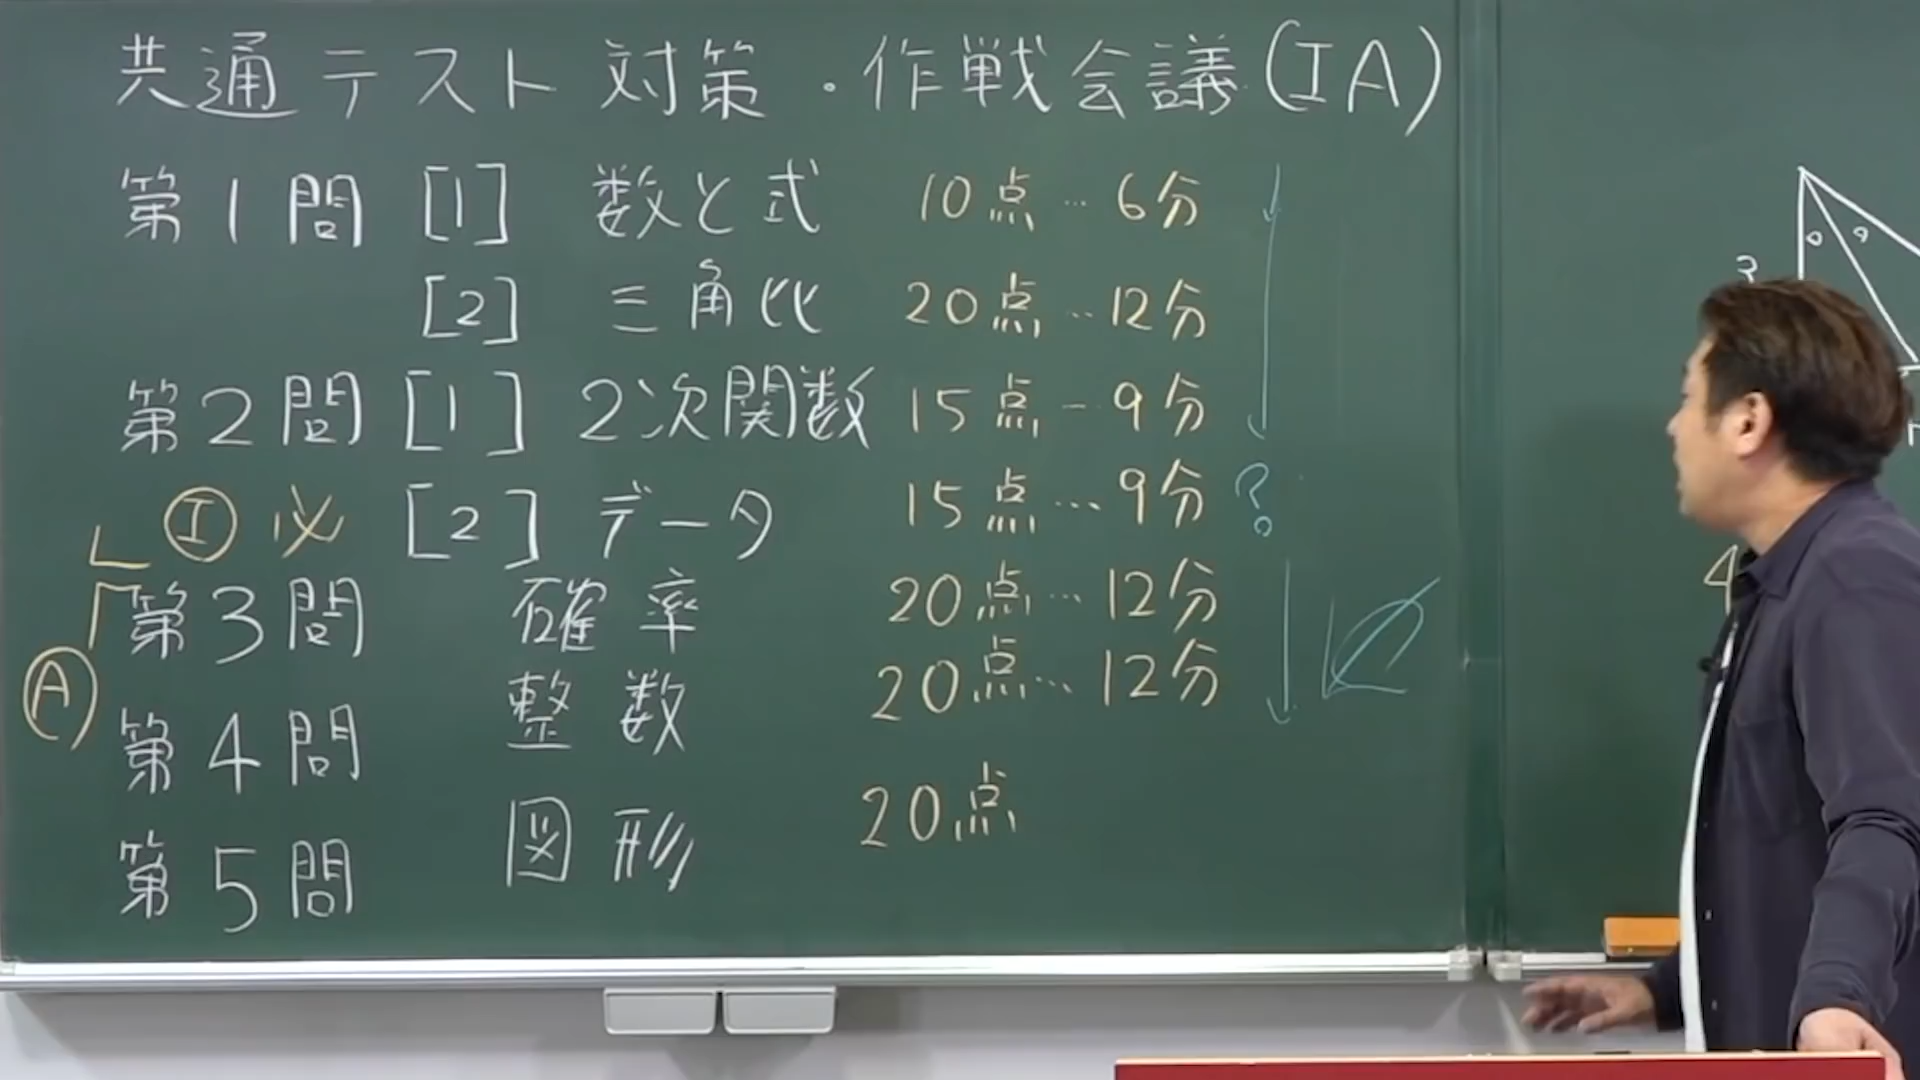 共通テスト対策・作戦会議(IA)
第1問 [1] 数と式 10点…6分
[2] 三角比 20点…12分
第2問 [1] 2次関数 15点…9分
Ⓘ 必 [2] データ 15点…9分 ?
第3問 確率 20点…12分
Ⓐ
第4問 整数 20点…12分
第5問 図形 20点
3
4